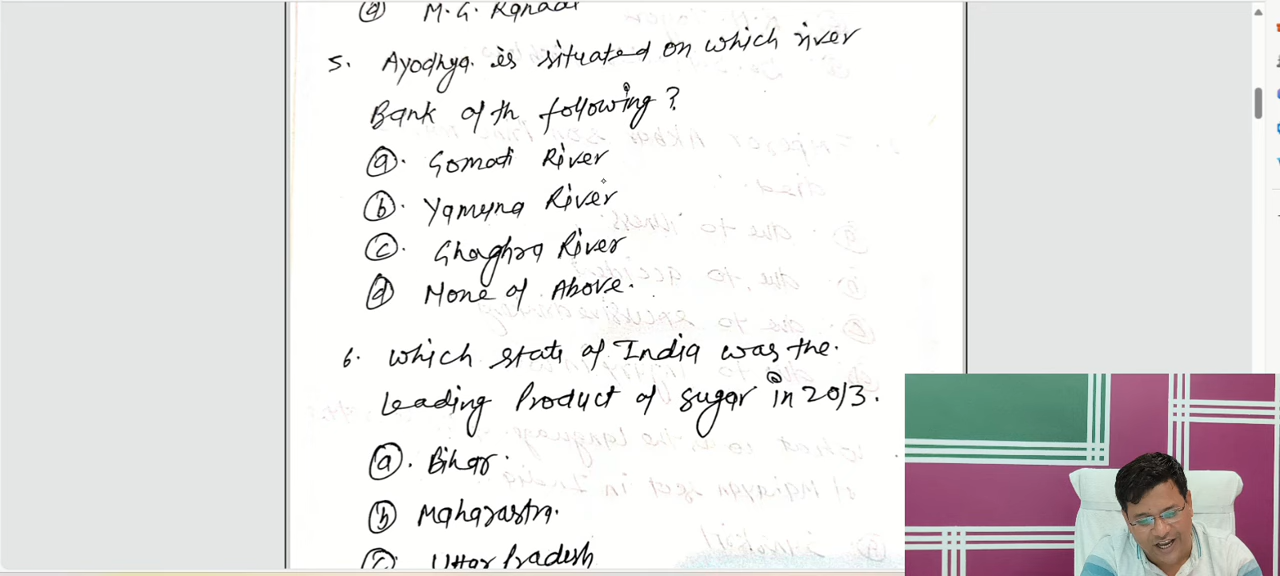 (d) M.G. Ranade
5. Ayodhya is situated on which river
Bank of th following?
(a). Gomati River
(b). Yamuna River
(c). Ghaghra River
(d) None of Above.
6. which state of India was the.
Leading Product of sugar in 2013.
(a). Bihar.
(b) Maharastra.
(c) Uttar Pradesh